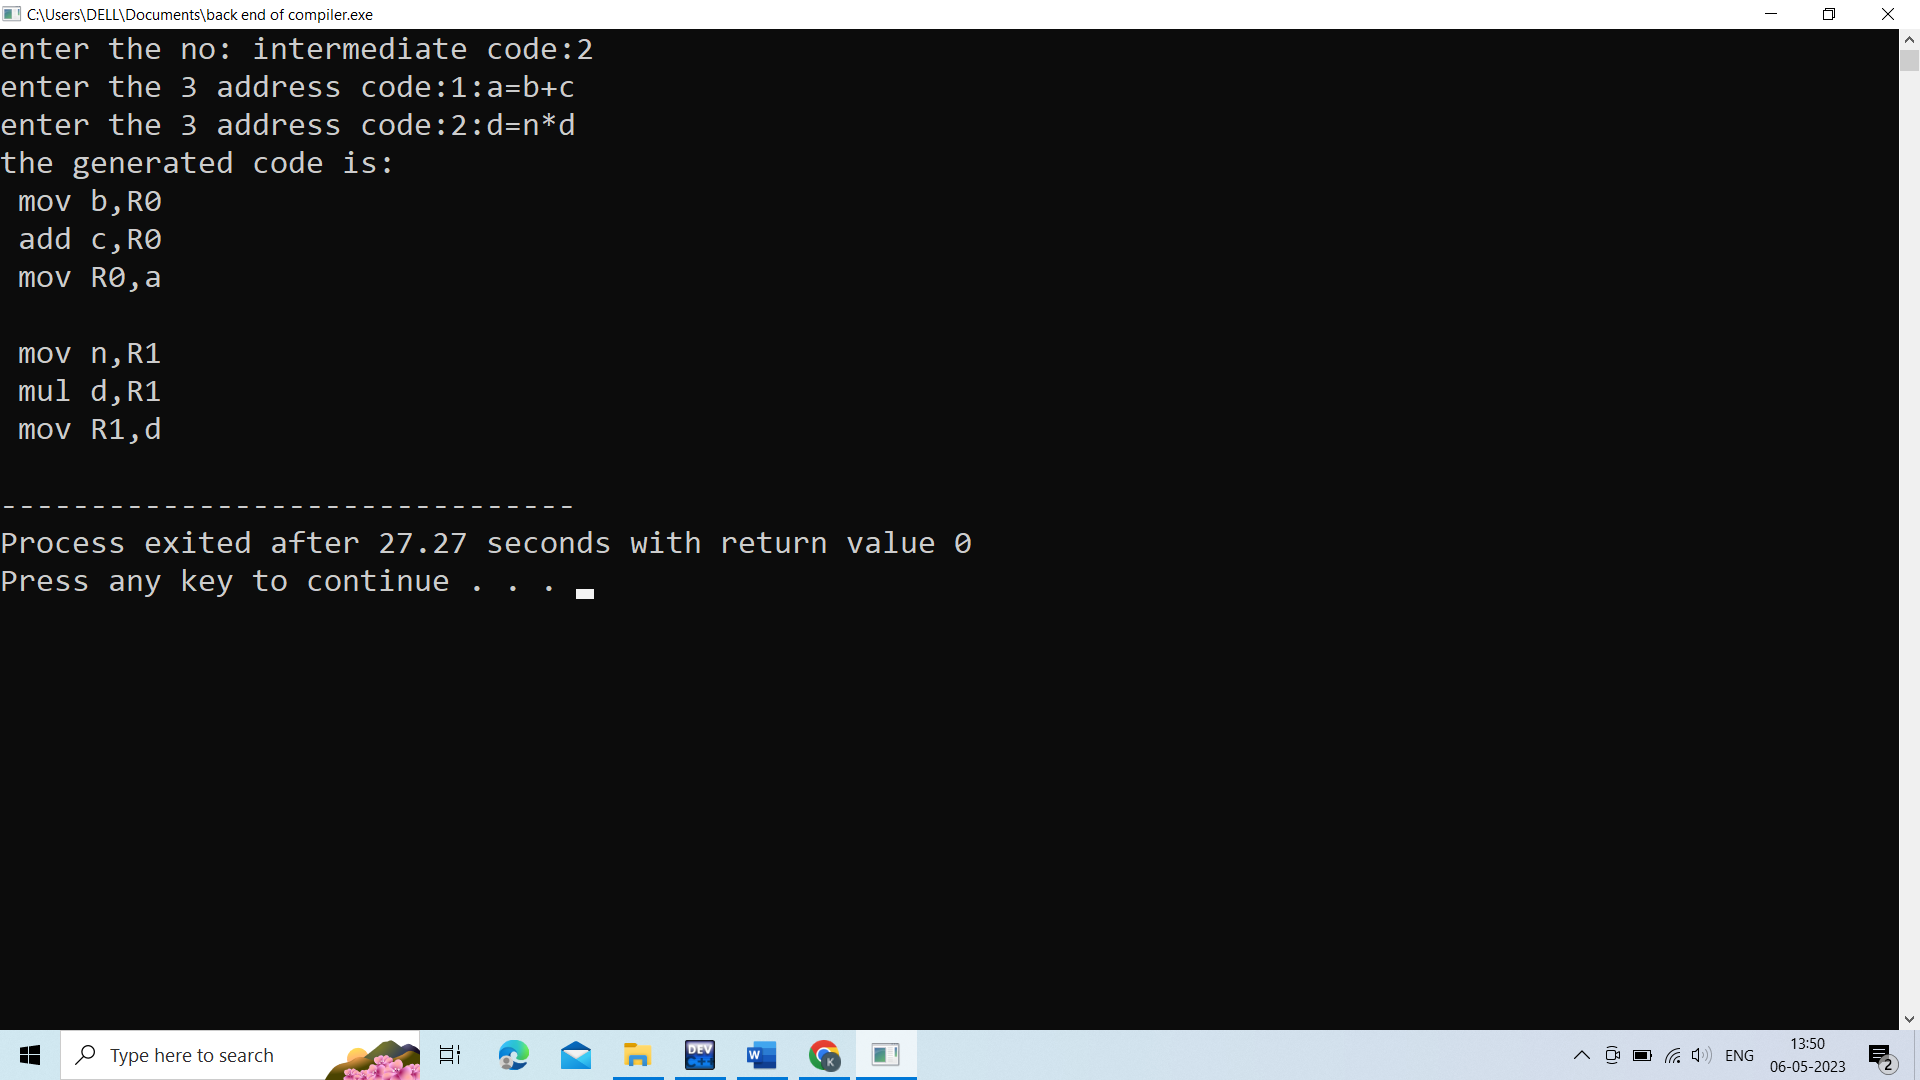 C:\Users\DELL\Documents\back end of compiler.exe
enter the no: intermediate code:2
enter the 3 address code:1:a=b+c
enter the 3 address code:2:d=n*d
the generated code is:
mov b,R0
add c,R0
mov R0,a
mov n,R1
mul d,R1
mov R1,d
--------------------------------
Process exited after 27.27 seconds with return value 0
Press any key to continue . . .
Type here to search
DEV
C++
W
K
ENG
13:50
06-05-2023
2